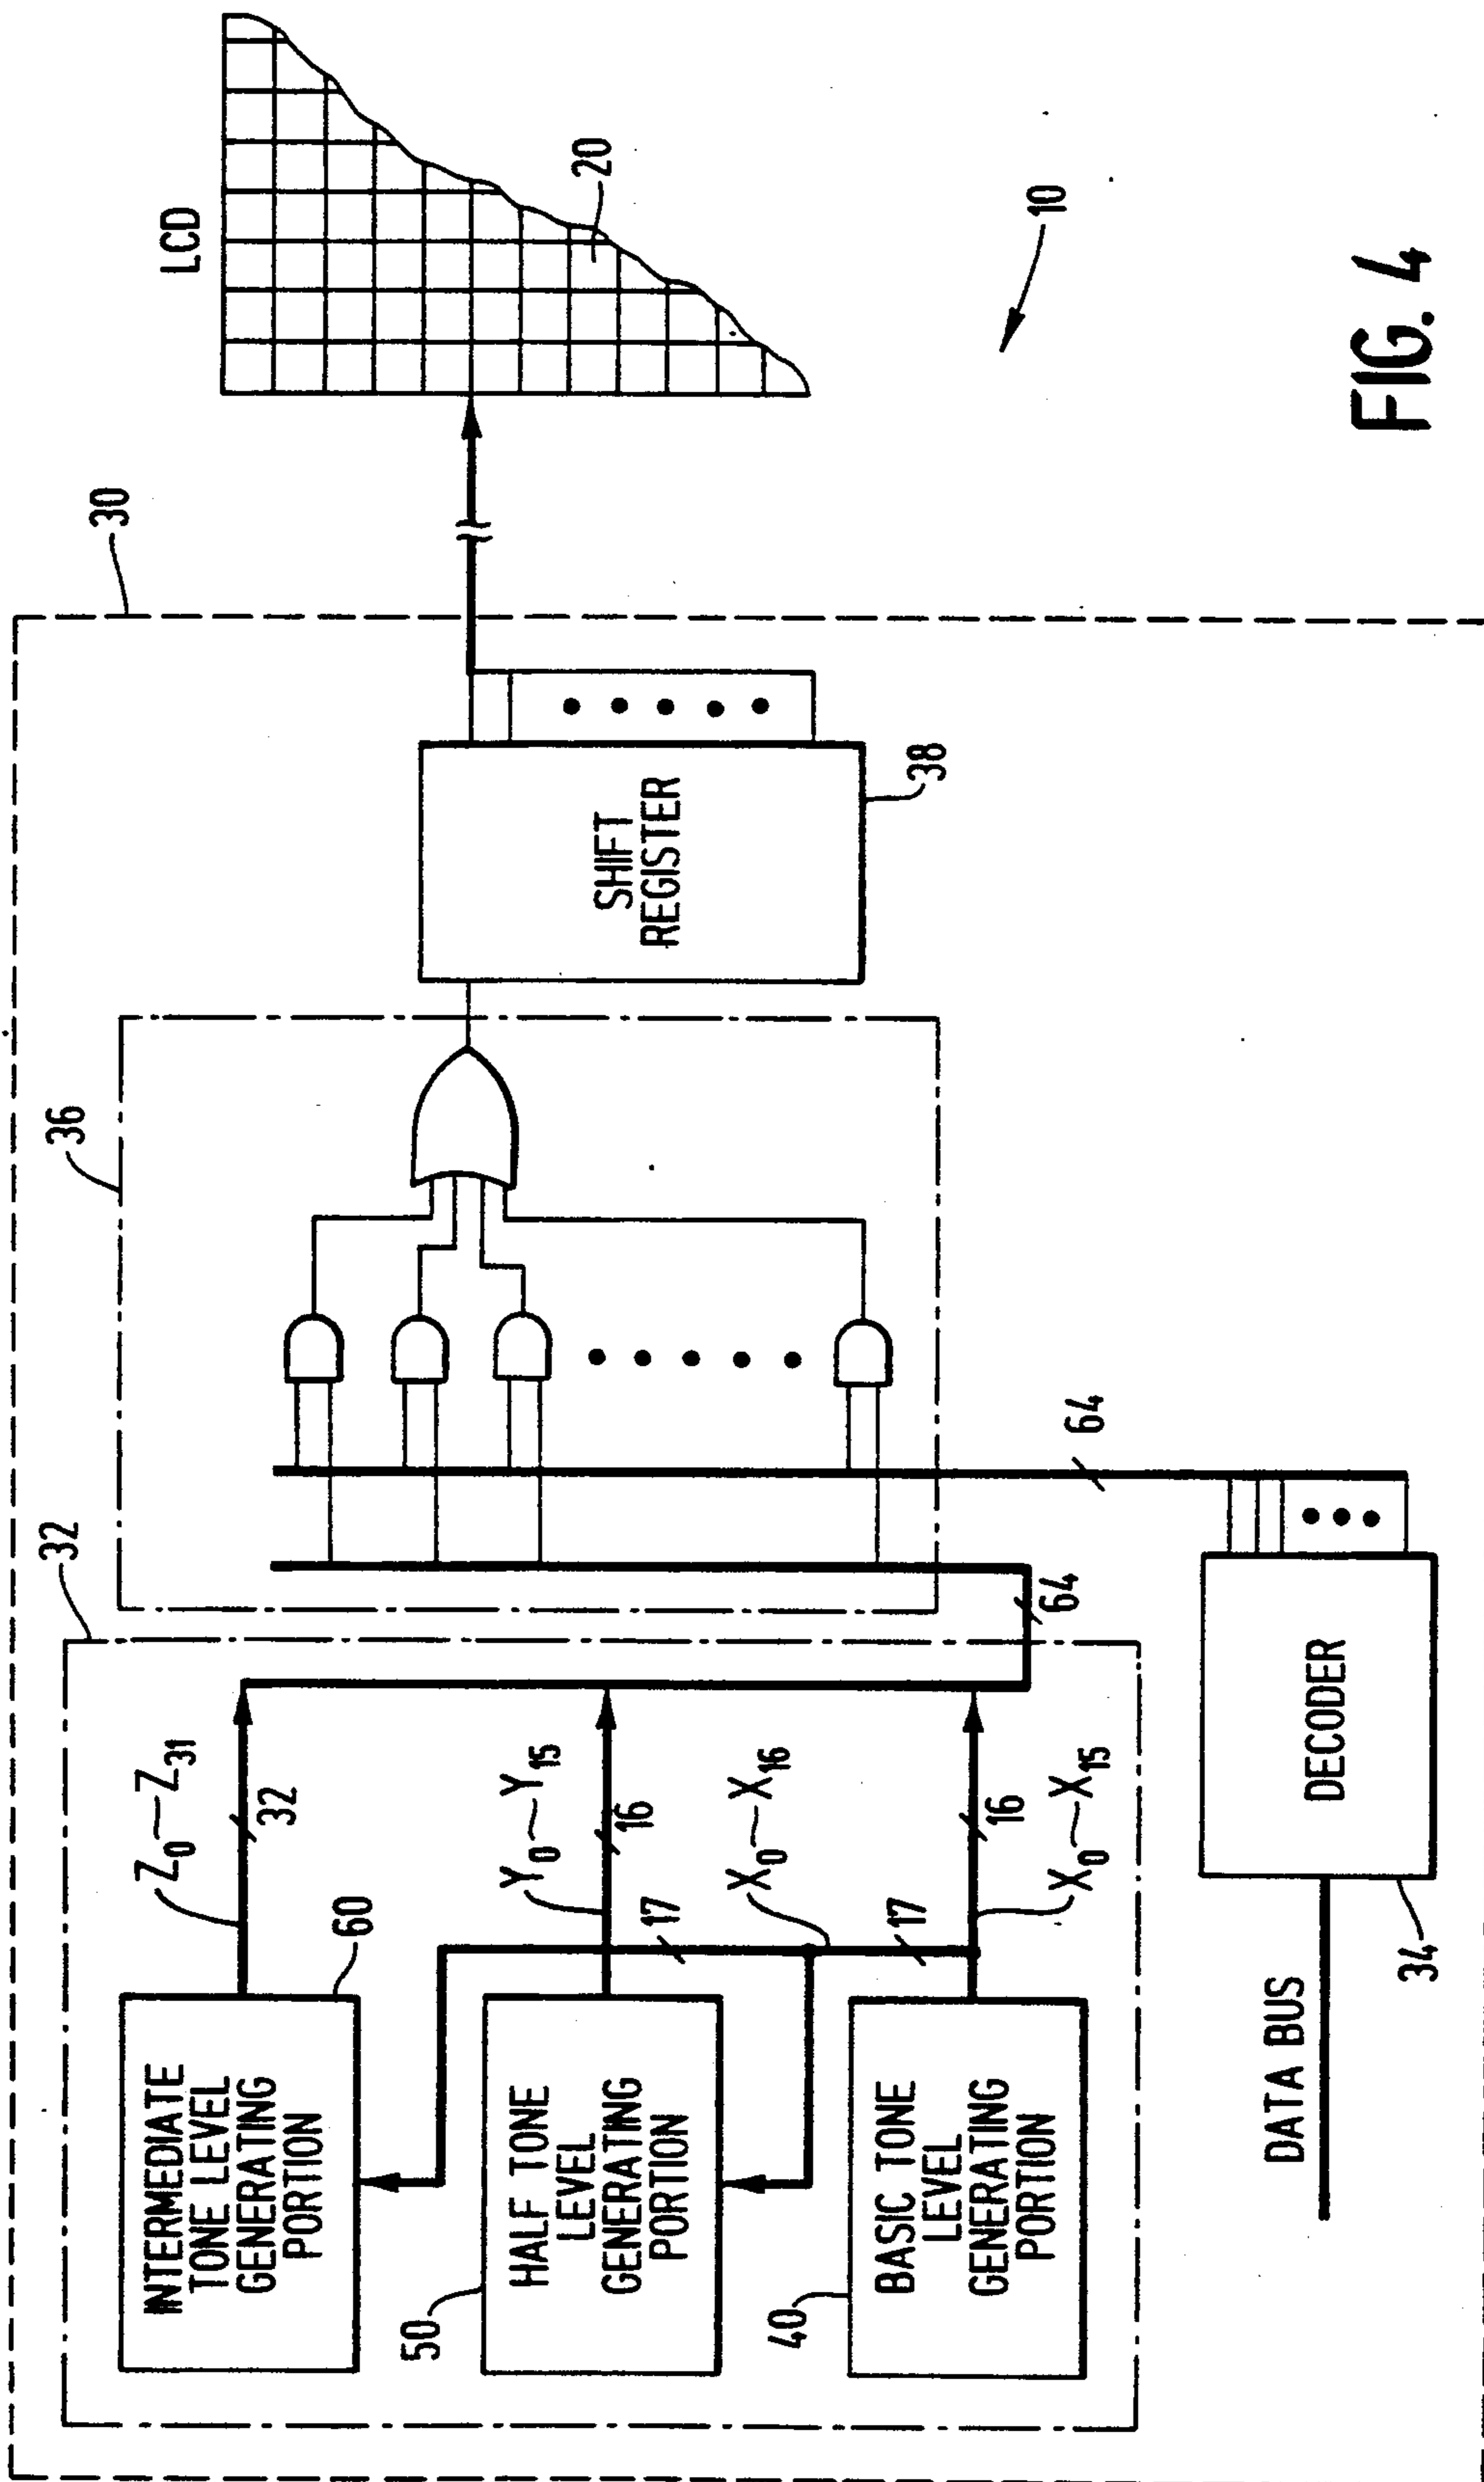 30
32
36
LCD
INTERMEDIATE
TONE LEVEL
GENERATING
PORTION
60
Z0~Z31
32
50
HALF TONE
LEVEL
GENERATING
PORTION
Y0~Y15
16
17
X0~X16
17
40
BASIC TONE
LEVEL
GENERATING
PORTION
16
X0~X15
64
SHIFT
REGISTER
38
20
10
DATA BUS
DECODER
34
64
FIG. 4